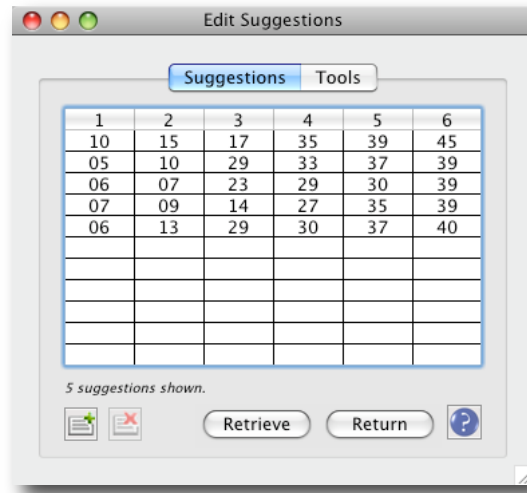 Edit Suggestions
Suggestions Tools
1 2 3 4 5 6
10 15 17 35 39 45
05 10 29 33 37 39
06 07 23 29 30 39
07 09 14 27 35 39
06 13 29 30 37 40
5 suggestions shown.
Retrieve Return ?